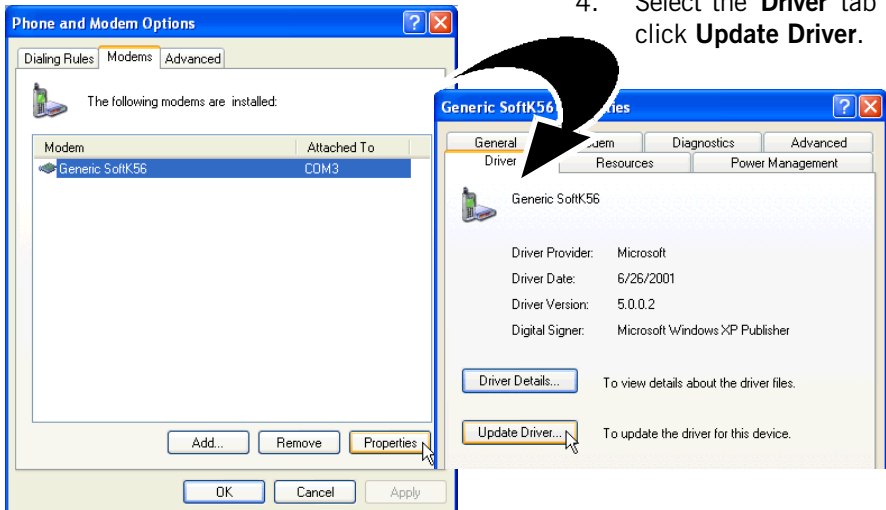 4. Select the Driver tab
click Update Driver.
Phone and Modem Options
Dialing Rules Modems Advanced
The following modems are installed:
Modem Attached To
Generic SoftK56 COM3
Add... Remove Properties
OK Cancel Apply
Generic SoftK56
General Diagnostics Advanced
Driver Resources Power Management
Generic SoftK56
Driver Provider: Microsoft
Driver Date: 6/26/2001
Driver Version: 5.0.0.2
Digital Signer: Microsoft Windows XP Publisher
Driver Details... To view details about the driver files.
Update Driver... To update the driver for this device.